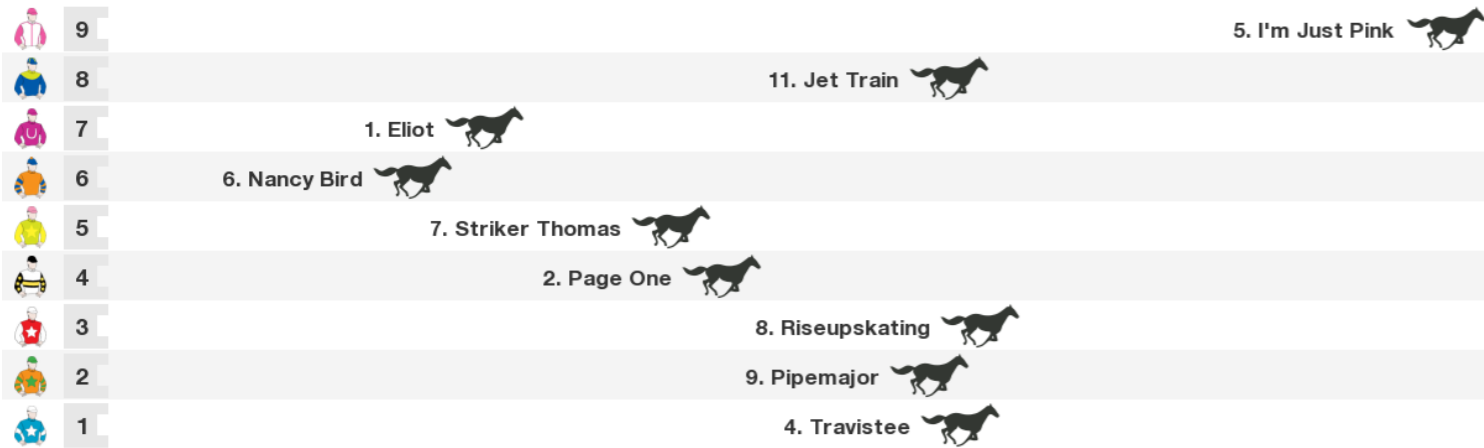 9 5. I'm Just Pink
8 11. Jet Train
7 1. Eliot
6 6. Nancy Bird
5 7. Striker Thomas
4 2. Page One
3 8. Riseupskating
2 9. Pipemajor
1 4. Travistee